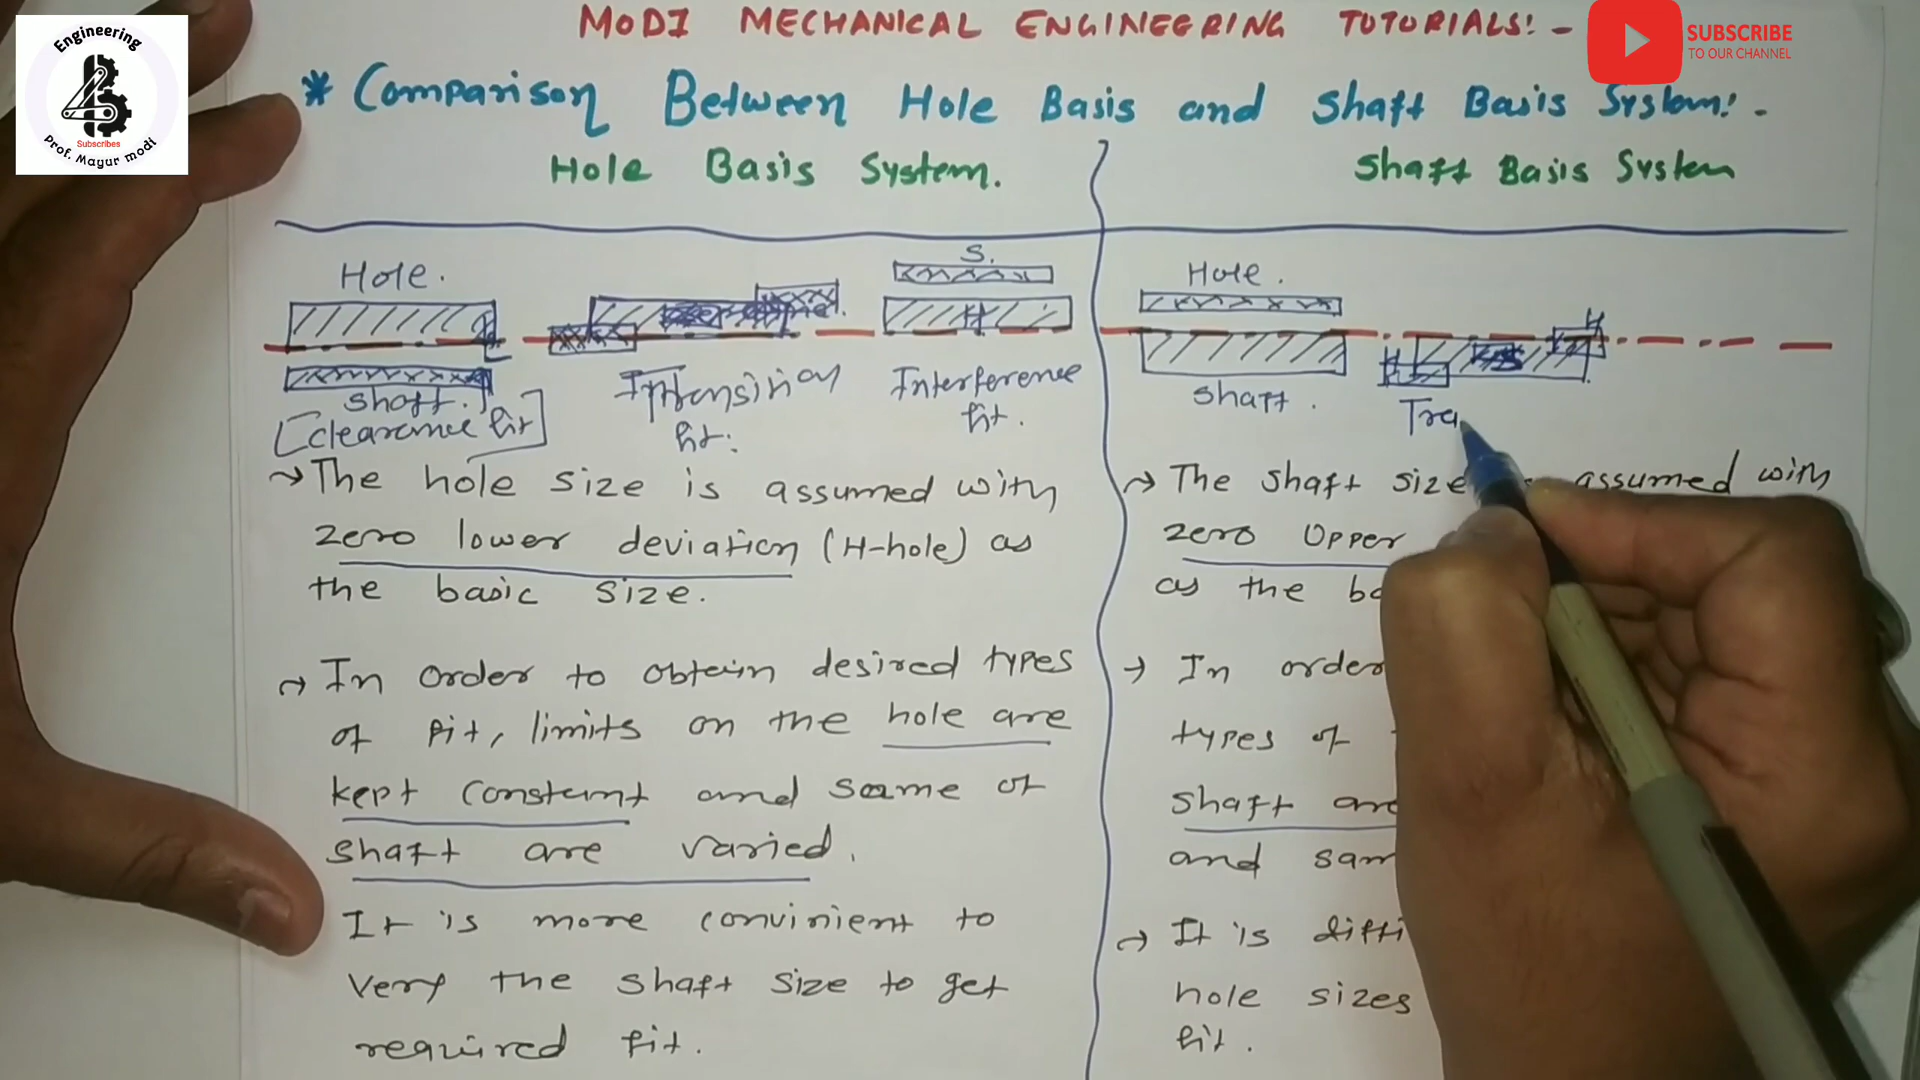 MODI MECHANICAL ENGINEERING TUTORIALS:-
SUBSCRIBE
TO OUR CHANNEL
Engineering
Subscribes
Prof. Mayur modi
* Comparison Between Hole Basis and Shaft Basis System:-
Hole Basis System.
Hole.
S.
H
shaft.
[clearance fit]
fit:
Interference
fit.
→ The hole size is assumed with
zero lower deviation (H-hole) as
the basic size.
→ In order to obtain desired types
of fit, limits on the hole are
kept constant and same of
shaft are varied.
It is more convinient to
very the shaft size to get
required fit.
Shaft Basis System
Hole.
H
H
shaft.
Tra
→ The shaft size assumed with
zero Upper
as the
→ In order
types of
shaft are
and
→ It is
hole sizes
fit.